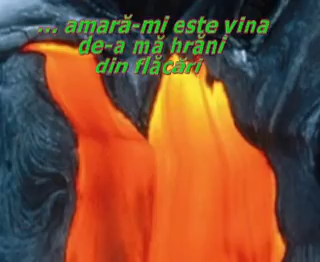 ... amară-mi este vina
de-a mă hrăni
din flăcări